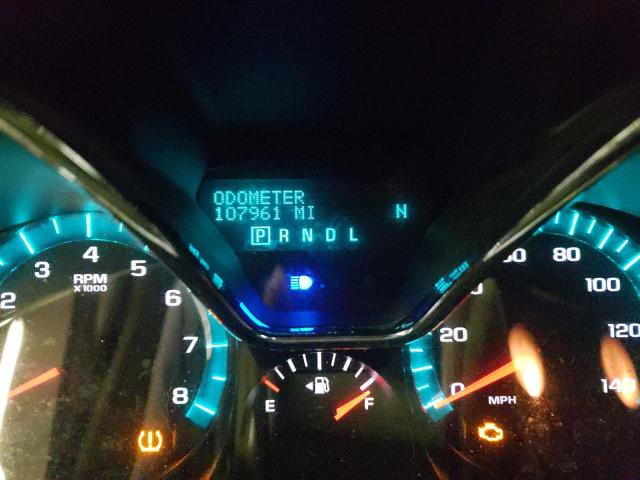 ODOMETER
107961 MI N
P R N D L
2 3 4 5 6 7 8
RPM
X1000
E F
0 20 80 100 120 140
MPH